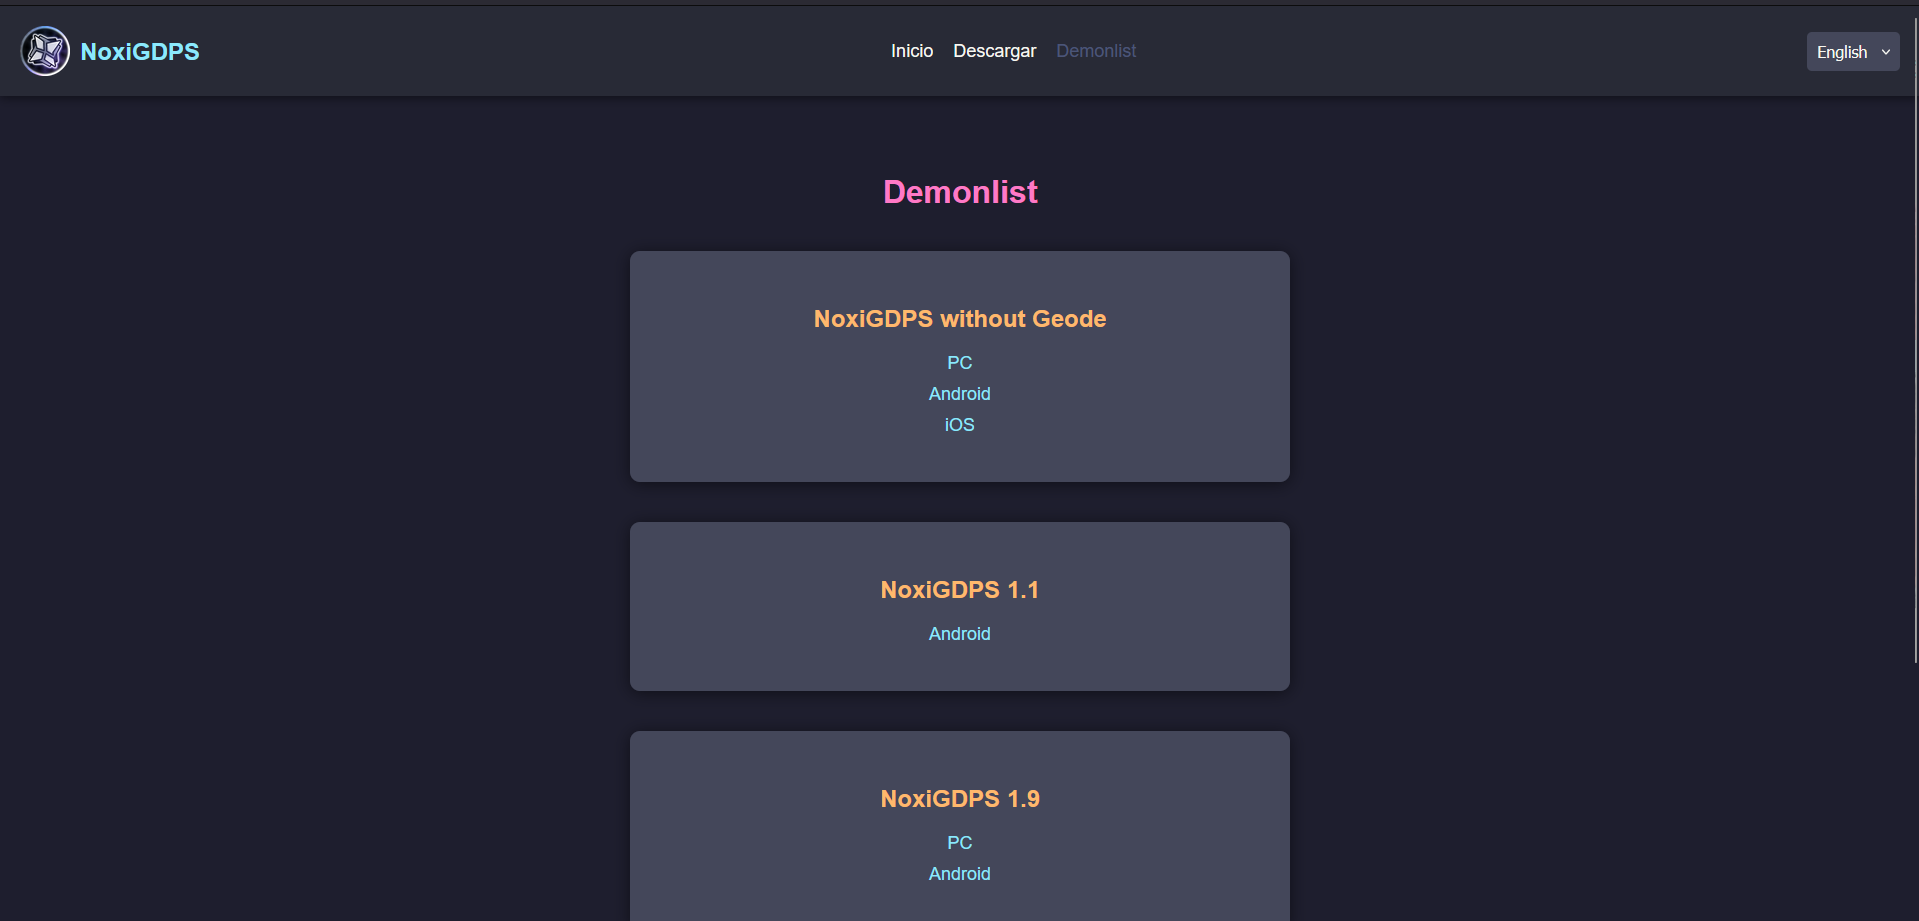 NoxiGDPS
Inicio Descargar Demonlist
English
Demonlist
NoxiGDPS without Geode
PC
Android
iOS
NoxiGDPS 1.1
Android
NoxiGDPS 1.9
PC
Android